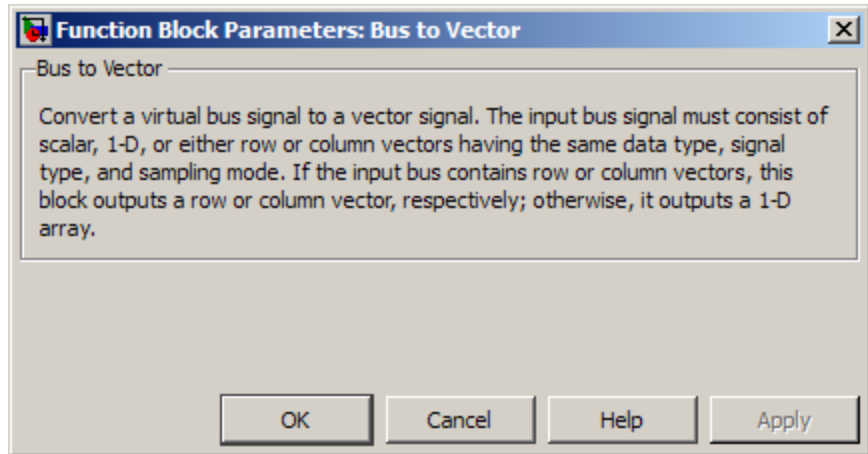 Function Block Parameters: Bus to Vector
Bus to Vector
Convert a virtual bus signal to a vector signal. The input bus signal must consist of
scalar, 1-D, or either row or column vectors having the same data type, signal
type, and sampling mode. If the input bus contains row or column vectors, this
block outputs a row or column vector, respectively; otherwise, it outputs a 1-D
array.
OK Cancel Help Apply